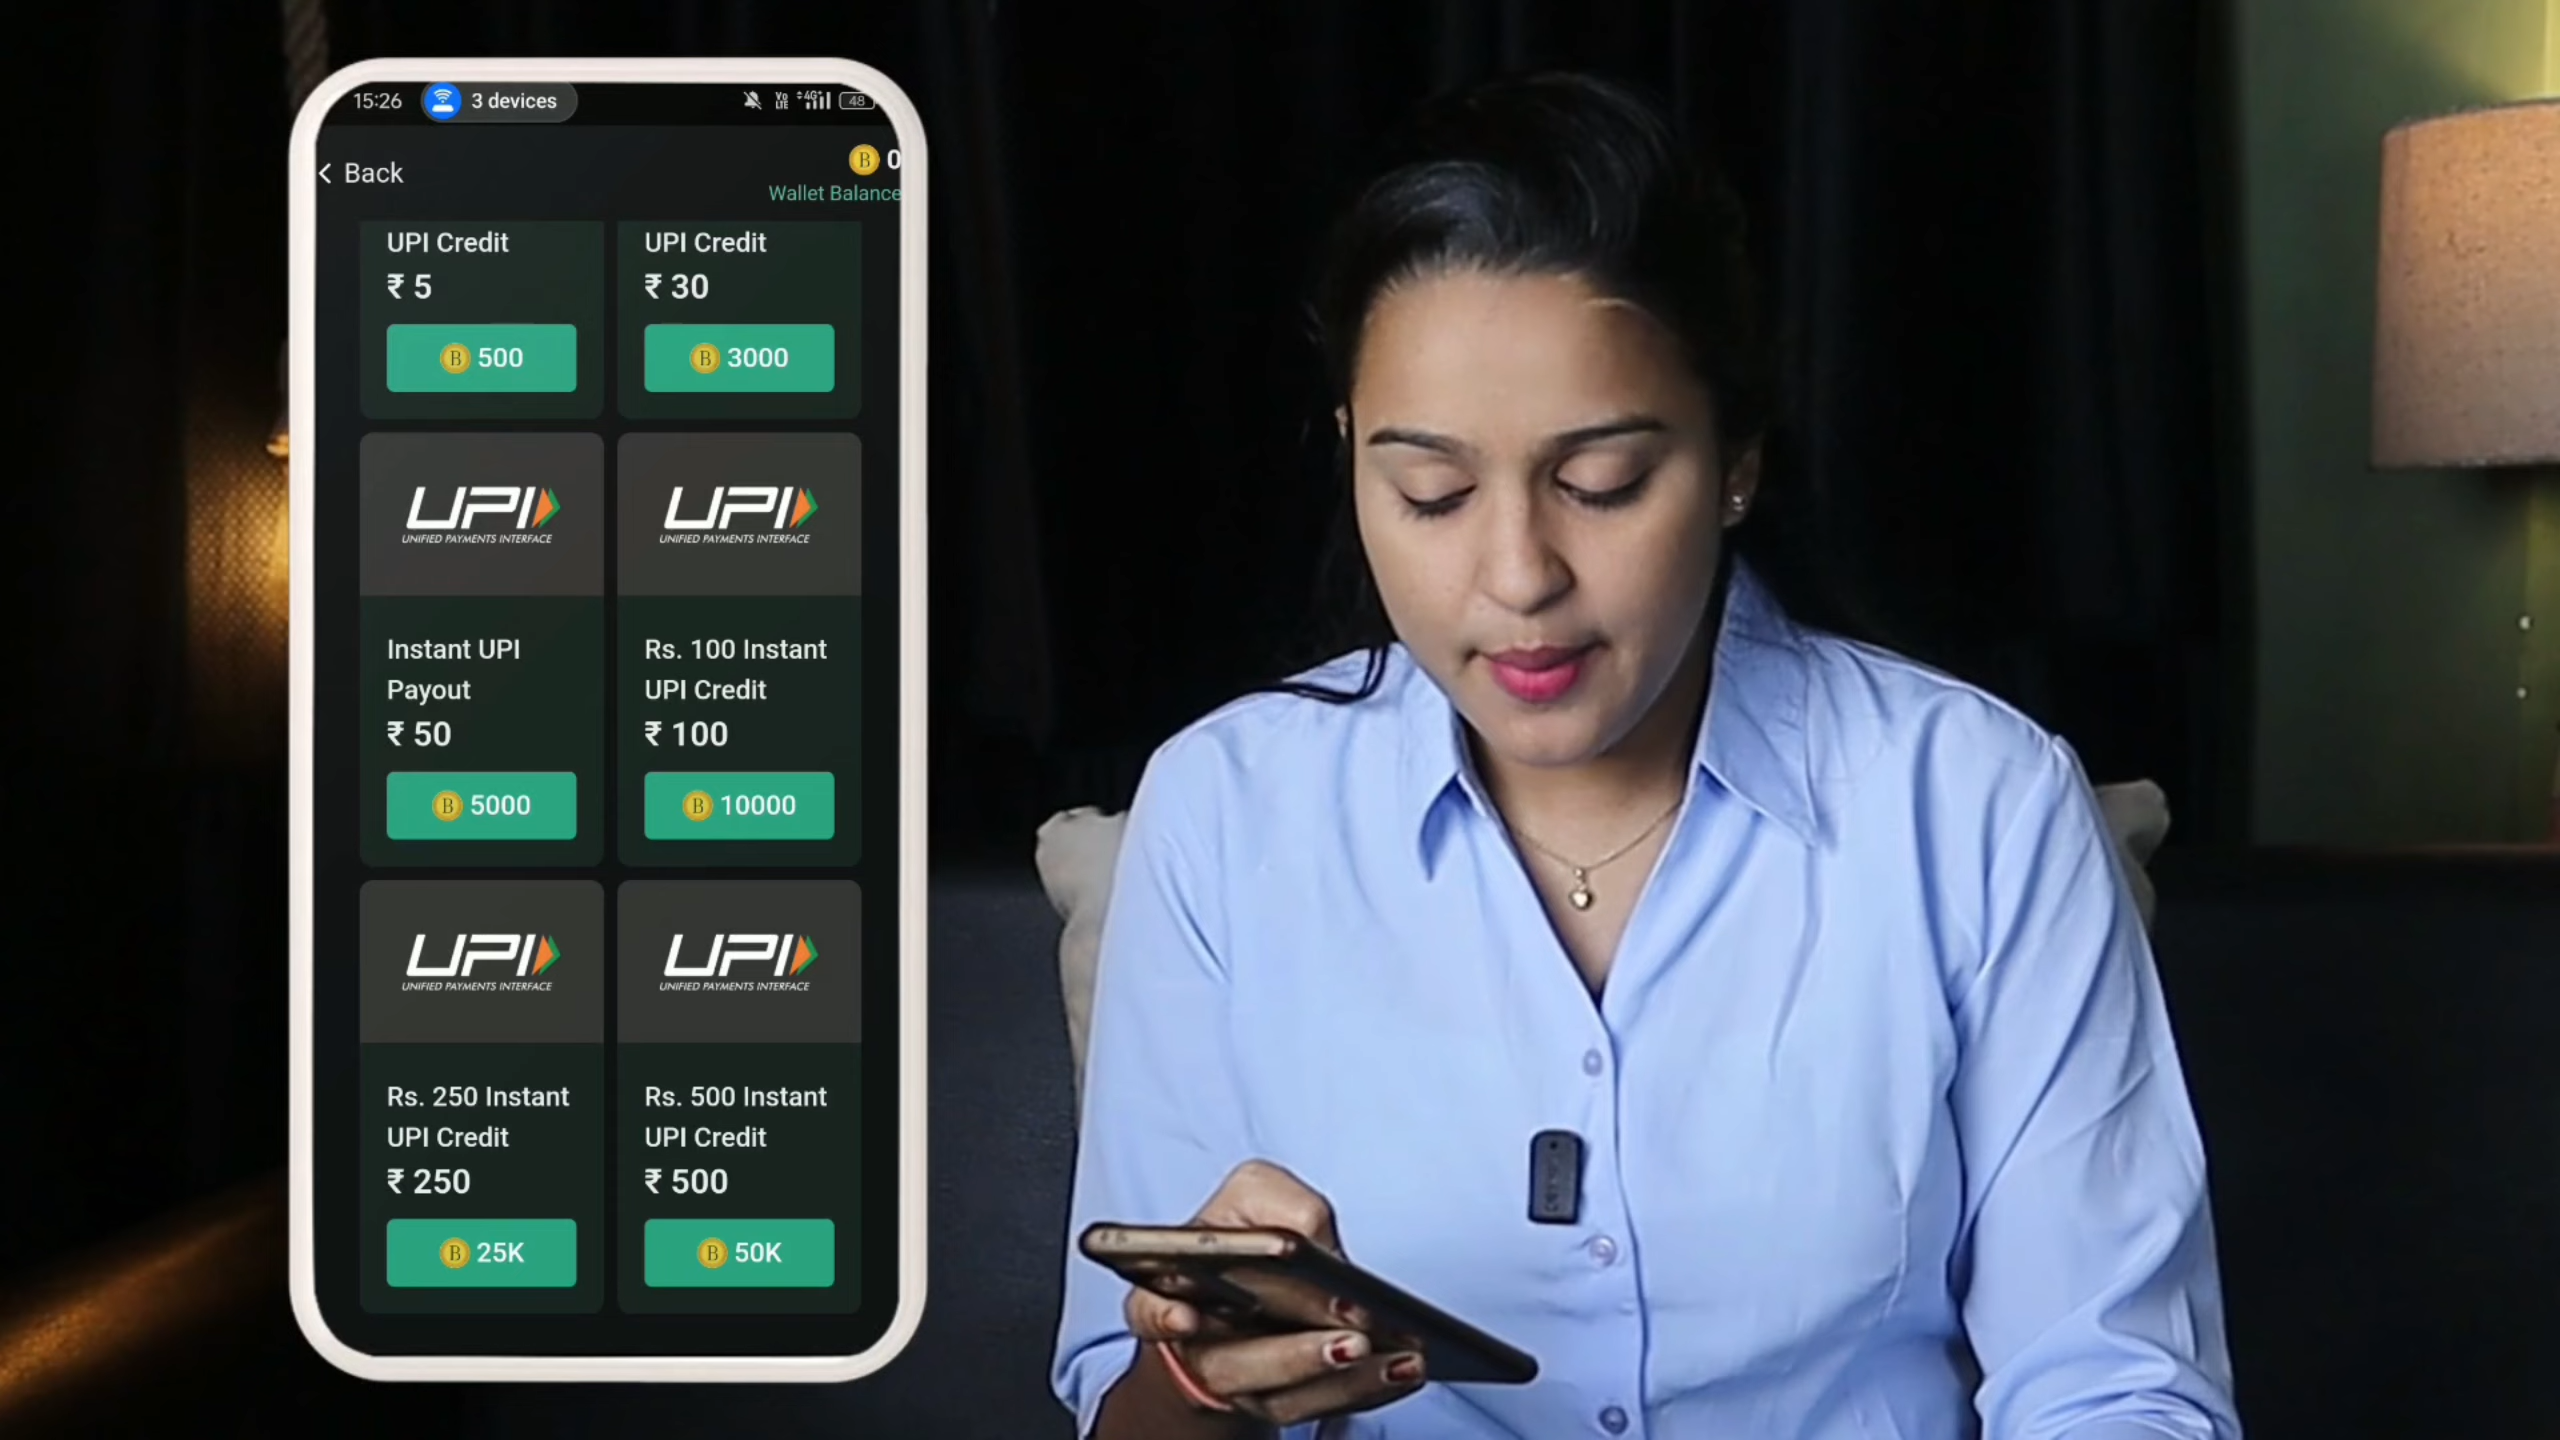 15:26 3 devices 4G+ 48
Back
B 0
Wallet Balance
UPI Credit
₹ 5
B 500
UPI Credit
₹ 30
B 3000
UPI
UNIFIED PAYMENTS INTERFACE
Instant UPI
Payout
₹ 50
B 5000
UPI
UNIFIED PAYMENTS INTERFACE
Rs. 100 Instant
UPI Credit
₹ 100
B 10000
UPI
UNIFIED PAYMENTS INTERFACE
Rs. 250 Instant
UPI Credit
₹ 250
B 25K
UPI
UNIFIED PAYMENTS INTERFACE
Rs. 500 Instant
UPI Credit
₹ 500
B 50K